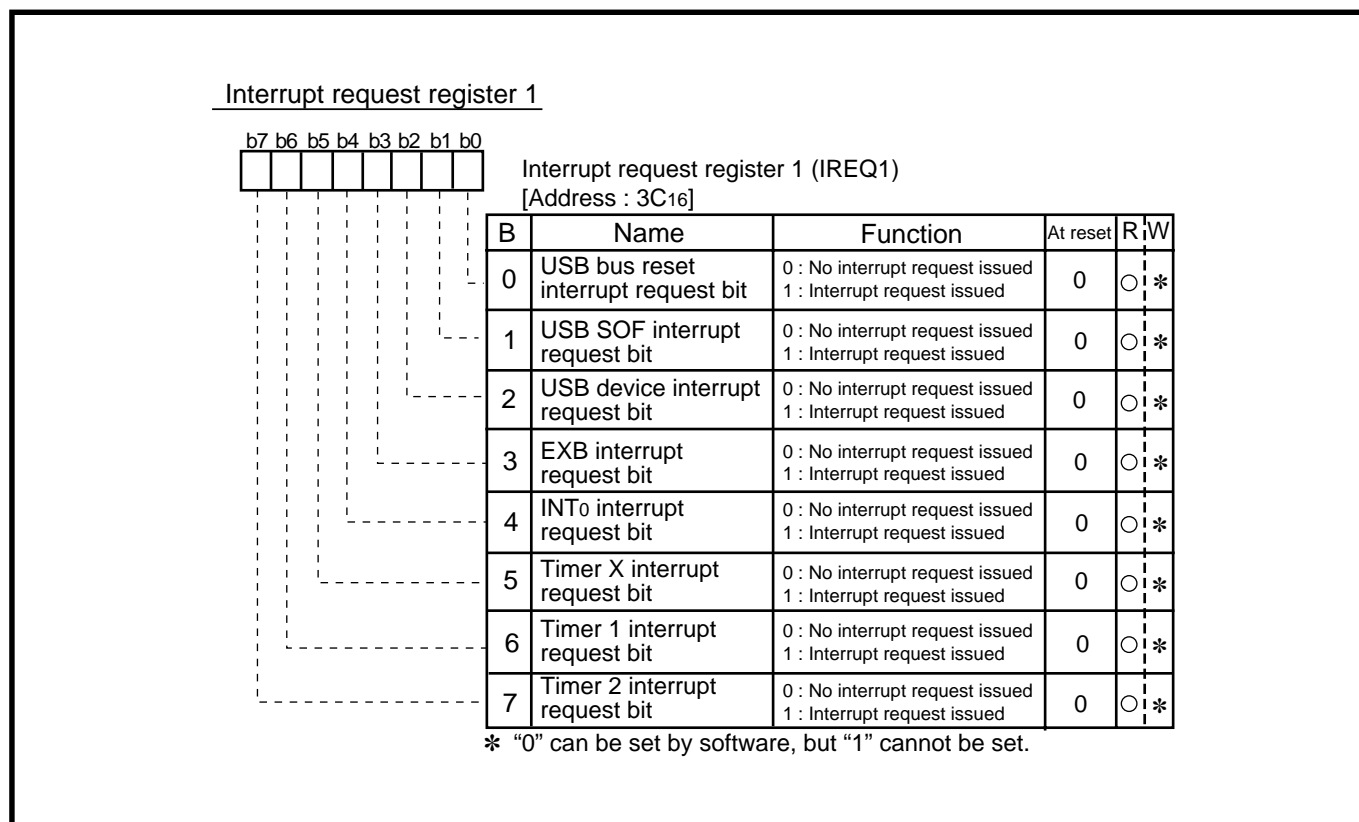 Interrupt request register 1
b7 b6 b5 b4 b3 b2 b1 b0
Interrupt request register 1 (IREQ1)
[Address : 3C16]
B Name Function At reset R W
0 USB bus reset interrupt request bit 0 : No interrupt request issued 1 : Interrupt request issued 0 ○ *
1 USB SOF interrupt request bit 0 : No interrupt request issued 1 : Interrupt request issued 0 ○ *
2 USB device interrupt request bit 0 : No interrupt request issued 1 : Interrupt request issued 0 ○ *
3 EXB interrupt request bit 0 : No interrupt request issued 1 : Interrupt request issued 0 ○ *
4 INT0 interrupt request bit 0 : No interrupt request issued 1 : Interrupt request issued 0 ○ *
5 Timer X interrupt request bit 0 : No interrupt request issued 1 : Interrupt request issued 0 ○ *
6 Timer 1 interrupt request bit 0 : No interrupt request issued 1 : Interrupt request issued 0 ○ *
7 Timer 2 interrupt request bit 0 : No interrupt request issued 1 : Interrupt request issued 0 ○ *
* “0” can be set by software, but “1” cannot be set.